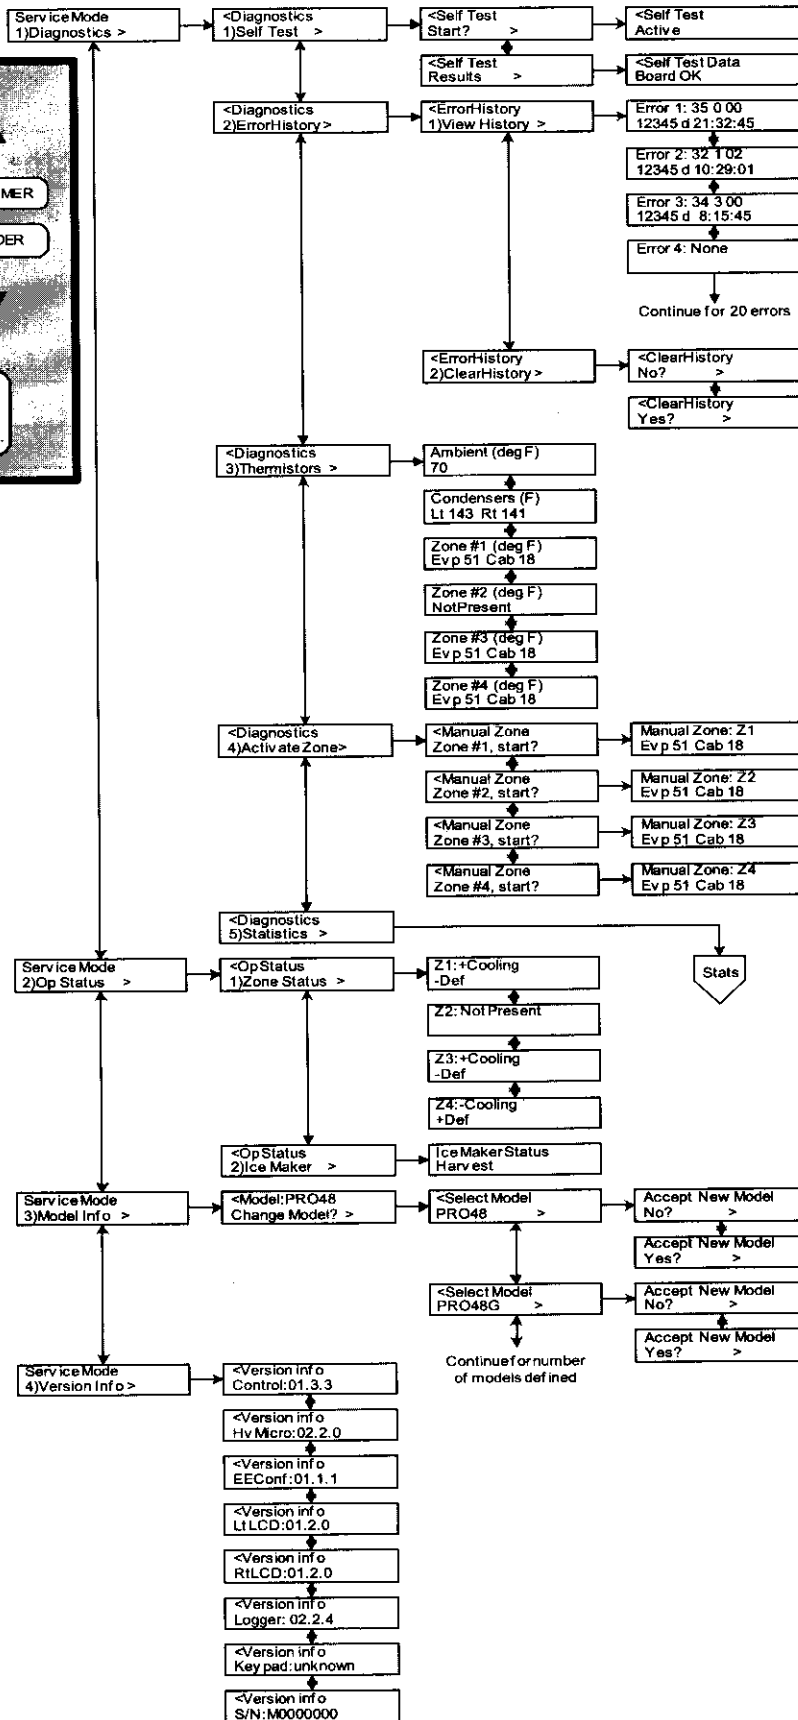 Service Mode
1)Diagnostics >
<Diagnostics
1)Self Test >
<Self Test
Start? >
<Self Test
Active
<Self Test
Results >
<Self Test Data
Board OK
<Diagnostics
2)ErrorHistory>
<ErrorHistory
1)View History >
Error 1: 35 0 00
12345 d 21:32:45
Error 2: 32 1 02
12345 d 10:29:01
Error 3: 34 3 00
12345 d 8:15:45
Error 4: None
Continue for 20 errors
MER
DER
<ErrorHistory
2)ClearHistory>
<ClearHistory
No? >
<ClearHistory
Yes? >
<Diagnostics
3)Thermistors >
Ambient (deg F)
70
Condensers (F)
Lt 143 Rt 141
Zone #1 (deg F)
Evp 51 Cab 18
Zone #2 (deg F)
NotPresent
Zone #3 (deg F)
Evp 51 Cab 18
Zone #4 (deg F)
Evp 51 Cab 18
<Diagnostics
4)Activate Zone>
<Manual Zone
Zone #1, start?
Manual Zone: Z1
Evp 51 Cab 18
<Manual Zone
Zone #2, start?
Manual Zone: Z2
Evp 51 Cab 18
<Manual Zone
Zone #3, start?
Manual Zone: Z3
Evp 51 Cab 18
<Manual Zone
Zone #4, start?
Manual Zone: Z4
Evp 51 Cab 18
<Diagnostics
5)Statistics >
Stats
Service Mode
2)Op Status >
<OpStatus
1)Zone Status >
Z1:+Cooling
-Def
Z2: Not Present
Z3:+Cooling
-Def
Z4:-Cooling
+Def
<OpStatus
2)Ice Maker >
Ice Maker Status
Harvest
Service Mode
3)Model Info >
<Model:PRO48
Change Model? >
<Select Model
PRO48 >
Accept New Model
No? >
Accept New Model
Yes? >
<Select Model
PRO48G >
Accept New Model
No? >
Accept New Model
Yes? >
Continue for number
of models defined
Service Mode
4)Version Info >
<Version info
Control:01.3.3
<Version info
Hv Micro:02.2.0
<Version info
EEConf:01.1.1
<Version info
LtLCD:01.2.0
<Version info
RtLCD:01.2.0
<Version info
Logger: 02.2.4
<Version info
Key pad:unknown
<Version info
S/N:M0000000